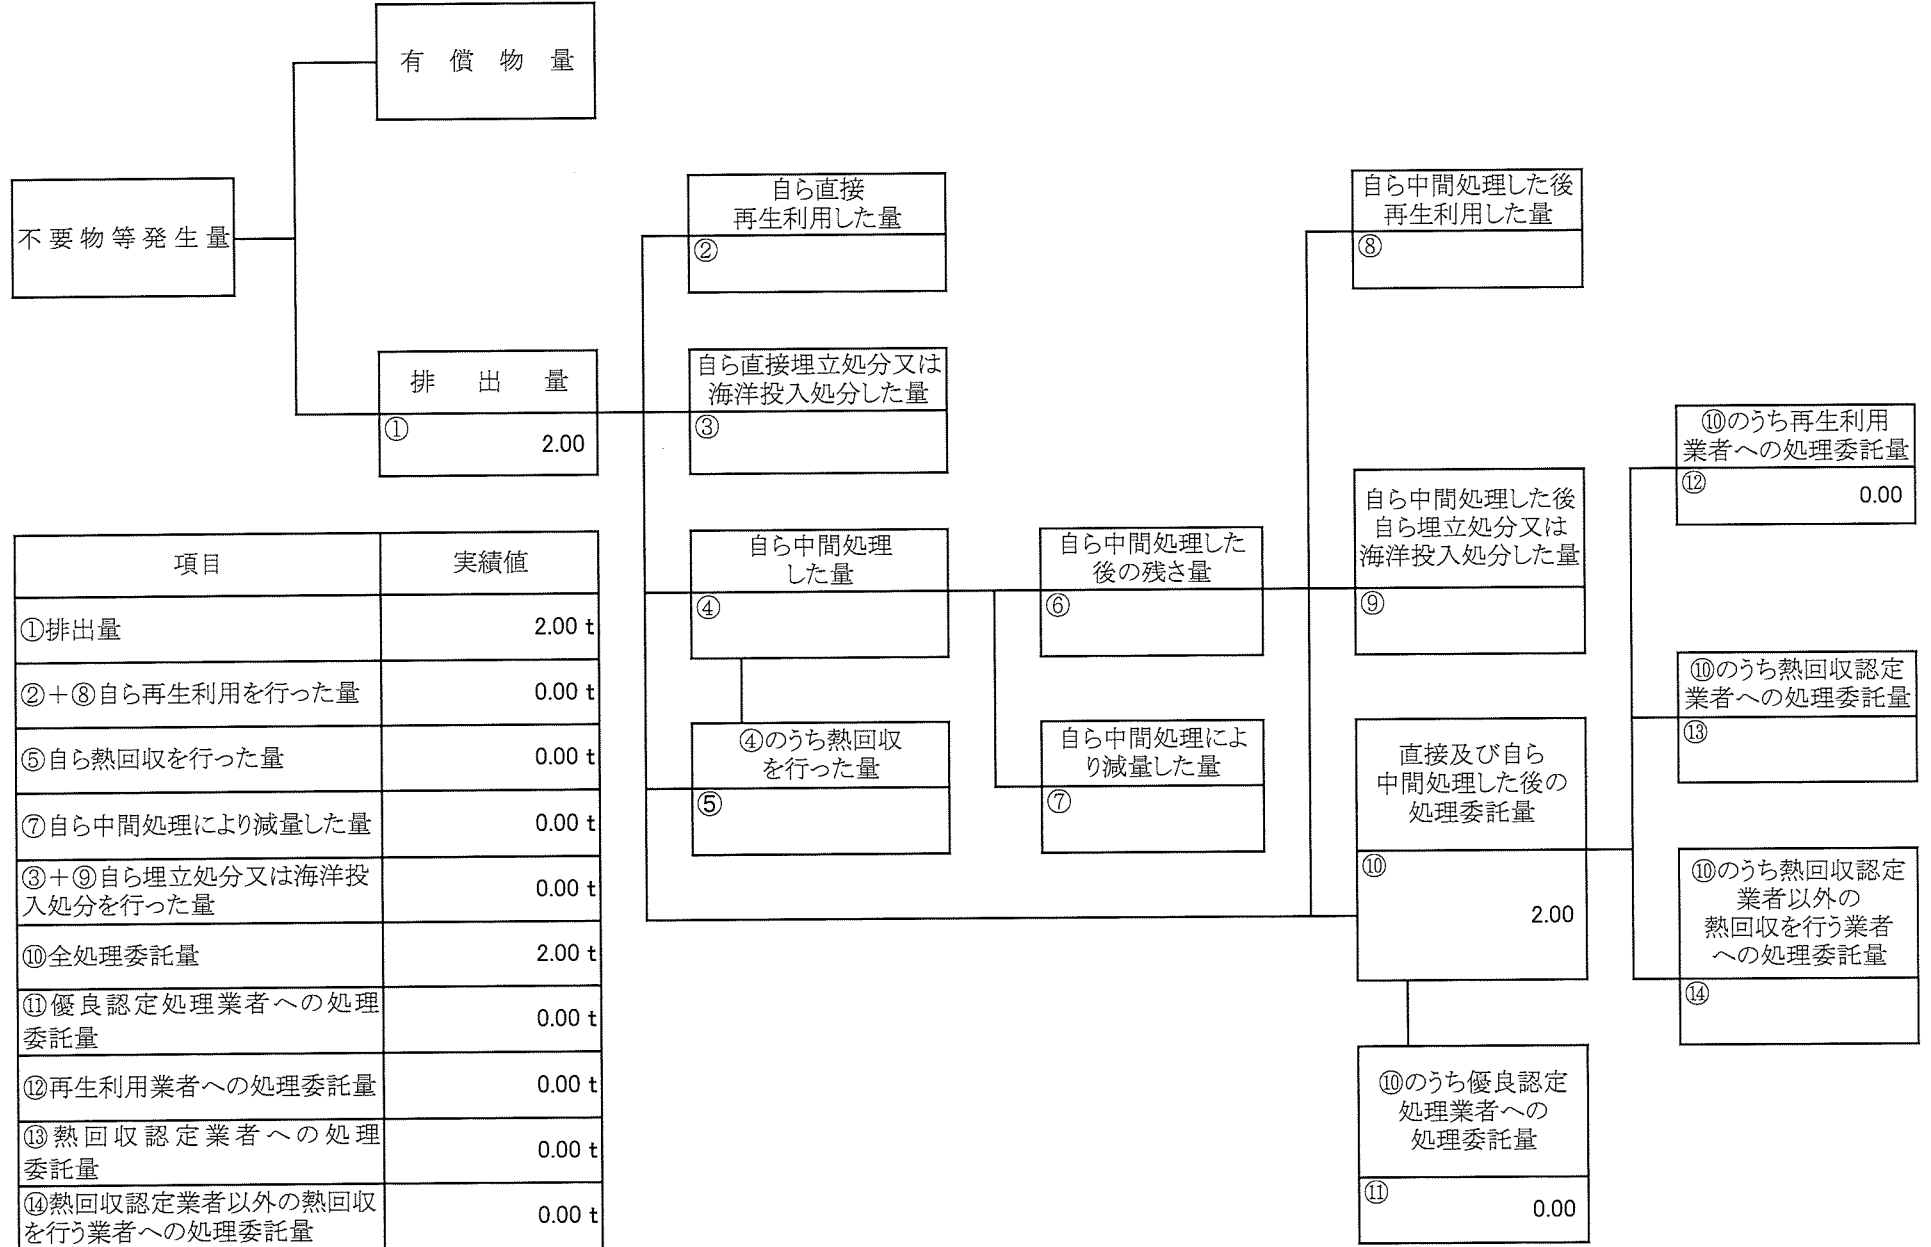 有償物量
不要物等発生量
排出量
①
2.00
自ら直接
再生利用した量
②
自ら直接埋立処分又は
海洋投入処分した量
③
自ら中間処理
した量
④
④のうち熱回収
を行った量
⑤
自ら中間処理した
後の残さ量
⑥
自ら中間処理によ
り減量した量
⑦
自ら中間処理した後
再生利用した量
⑧
自ら中間処理した後
自ら埋立処分又は
海洋投入処分した量
⑨
直接及び自ら
中間処理した後の
処理委託量
⑩
2.00
⑩のうち優良認定
処理業者への
処理委託量
⑪
0.00
⑩のうち再生利用
業者への処理委託量
⑫
0.00
⑩のうち熱回収認定
業者への処理委託量
⑬
⑩のうち熱回収認定
業者以外の
熱回収を行う業者
への処理委託量
⑭
項目 実績値
①排出量 2.00 t
②+⑧自ら再生利用を行った量 0.00 t
⑤自ら熱回収を行った量 0.00 t
⑦自ら中間処理により減量した量 0.00 t
③+⑨自ら埋立処分又は海洋投
入処分を行った量 0.00 t
⑩全処理委託量 2.00 t
⑪優良認定処理業者への処理
委託量 0.00 t
⑫再生利用業者への処理委託量 0.00 t
⑬熱回収認定業者への処理
委託量 0.00 t
⑭熱回収認定業者以外の熱回収
を行う業者への処理委託量 0.00 t